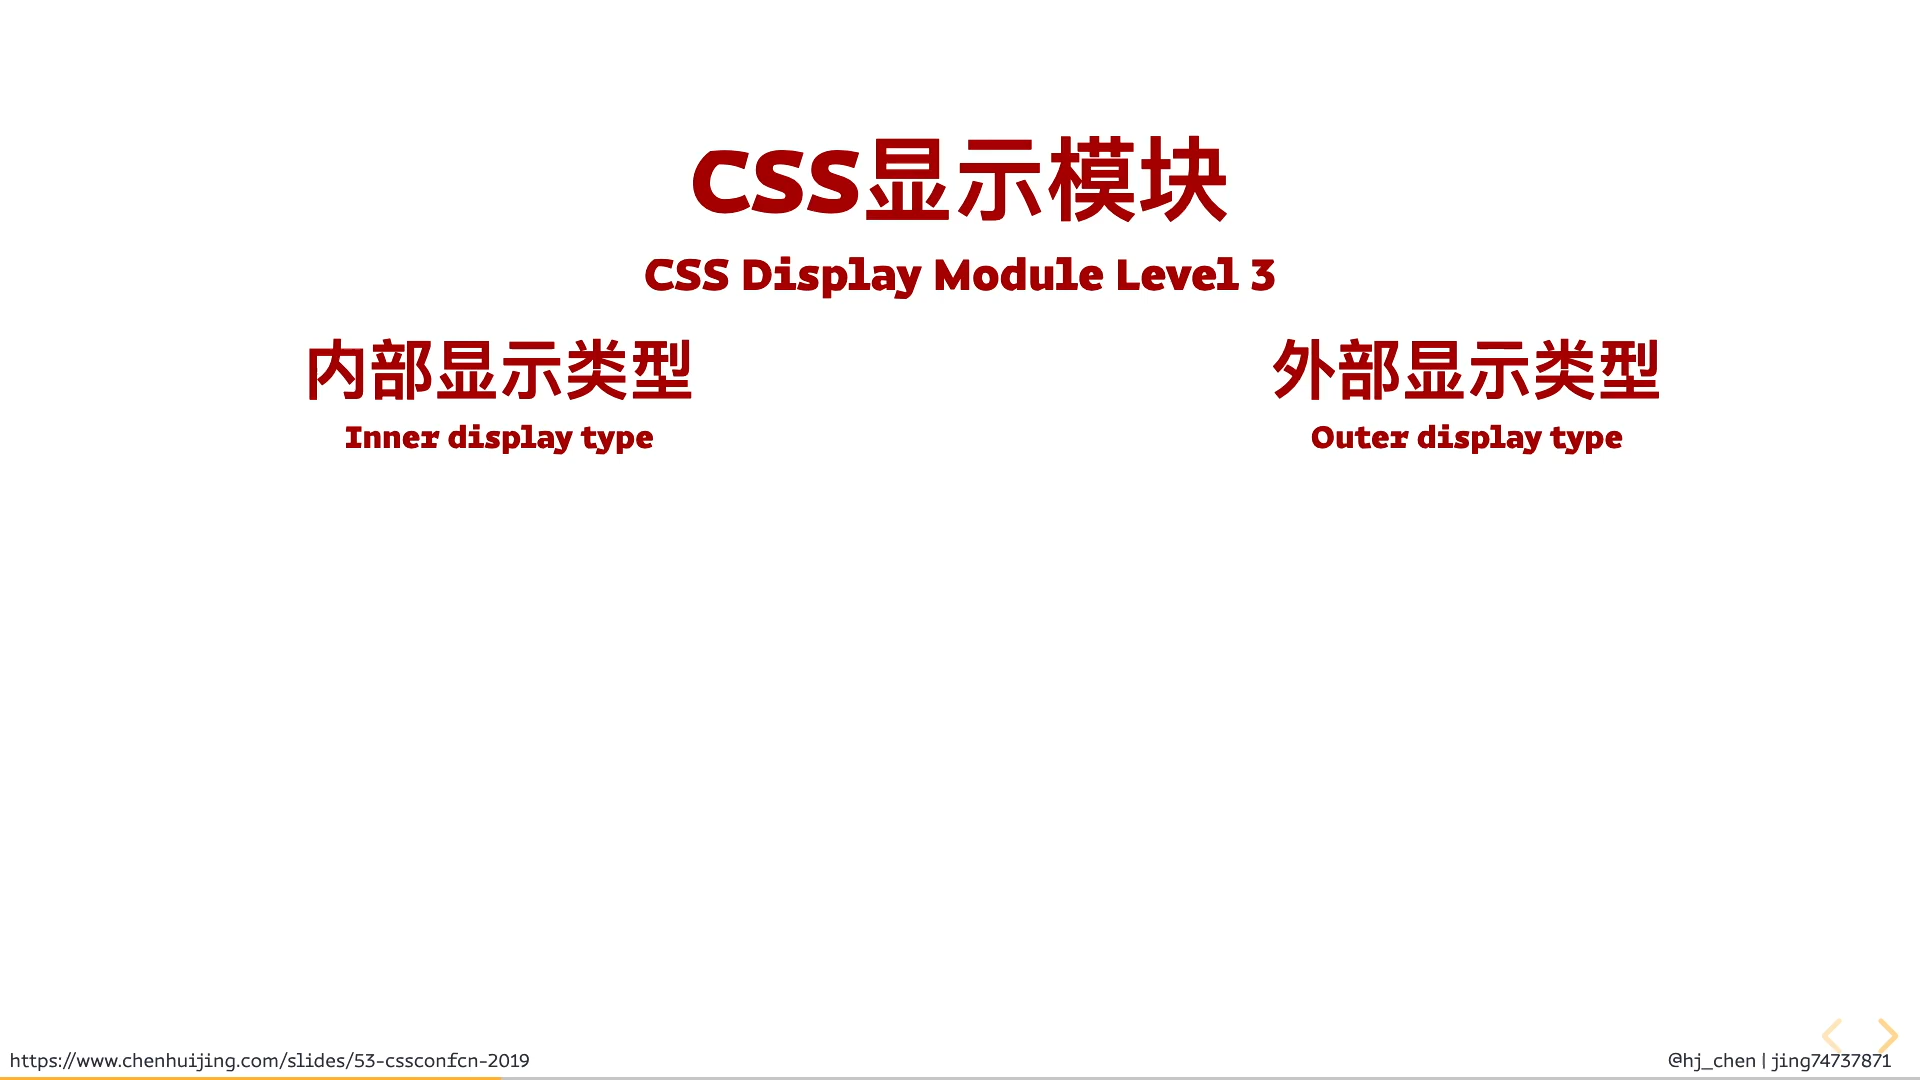 CSS显示模块
CSS Display Module Level 3
内部显示类型
Inner display type
外部显示类型
Outer display type
https://www.chenhuijing.com/slides/53-cssconfcn-2019
@hj_chen | jing74737871